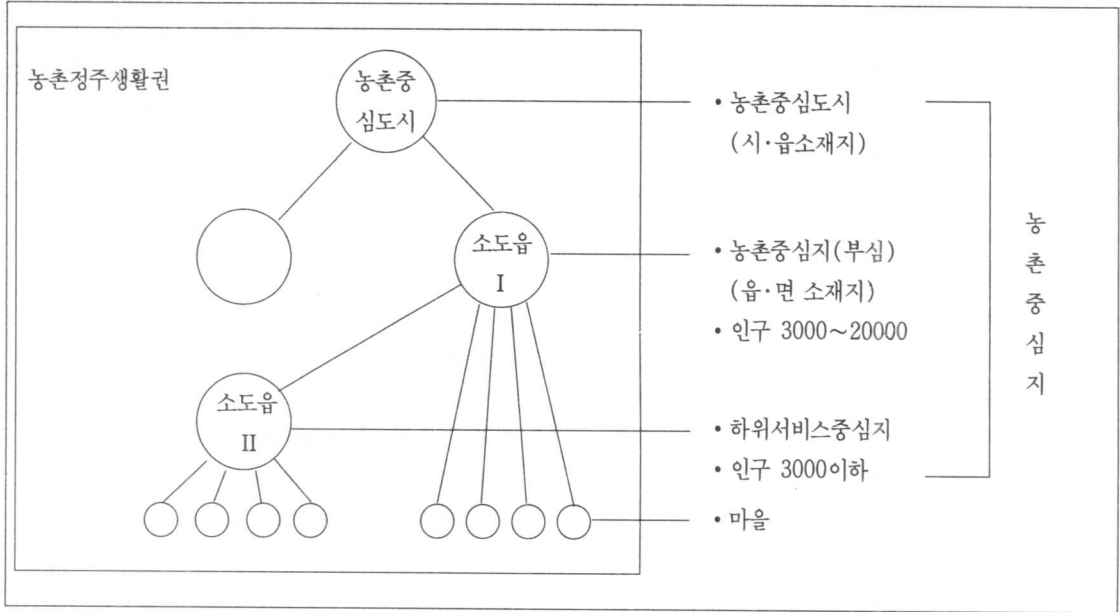 농촌정주생활권
농촌중
심도시
• 농촌중심도시
(시·읍소재지)
소도읍
I
• 농촌중심지(부심)
(읍·면 소재지)
• 인구 3000~20000
농
촌
중
심
지
소도읍
II
• 하위서비스중심지
• 인구 3000이하
• 마을